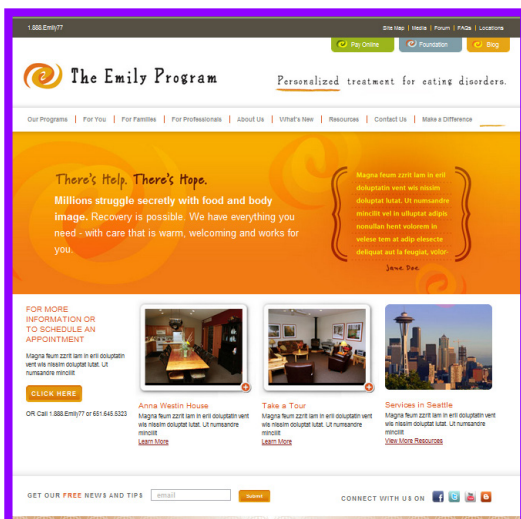 1.888.Emily77
Site Map | Media | Forum | FAQs | Locations
Pay Online
Foundation
Blog
The Emily Program
Personalized treatment for eating disorders.
Our Programs | For You | For Families | For Professionals | About Us | What's New | Resources | Contact Us | Make a Difference
There's Help. There's Hope.
Millions struggle secretly with food and body
image. Recovery is possible. We have everything you
need - with care that is warm, welcoming and works for
you.
Magna feum zzrit lam in eril
doluptatin vent wis nissim
doluptat lutat. Ut numsandre
mincilit vel in ulluptat adipis
nonullan hent volorem in
velese tem at adip elesecte
deliquat aut la feugiat, volor-
Jane Doe
FOR MORE
INFORMATION OR
TO SCHEDULE AN
APPOINTMENT
Magna feum zzrit lam in eril doluptatin
vent wis nissim doluptat lutat. Ut
numsandre mincilit
CLICK HERE
OR Call 1.888.Emily77 or 651.645.5323
Anna Westin House
Magna feum zzrit lam in eril doluptatin vent
wis nissim doluptat lutat. Ut numsandre
mincilit
Learn More
Take a Tour
Magna feum zzrit lam in eril doluptatin vent
wis nissim doluptat lutat. Ut numsandre
mincilit
Learn More
Services in Seattle
Magna feum zzrit lam in eril doluptatin vent
wis nissim doluptat lutat. Ut numsandre
mincilit
View More Resources
GET OUR FREE NEWS AND TIPS
email
Submit
CONNECT WITH US ON